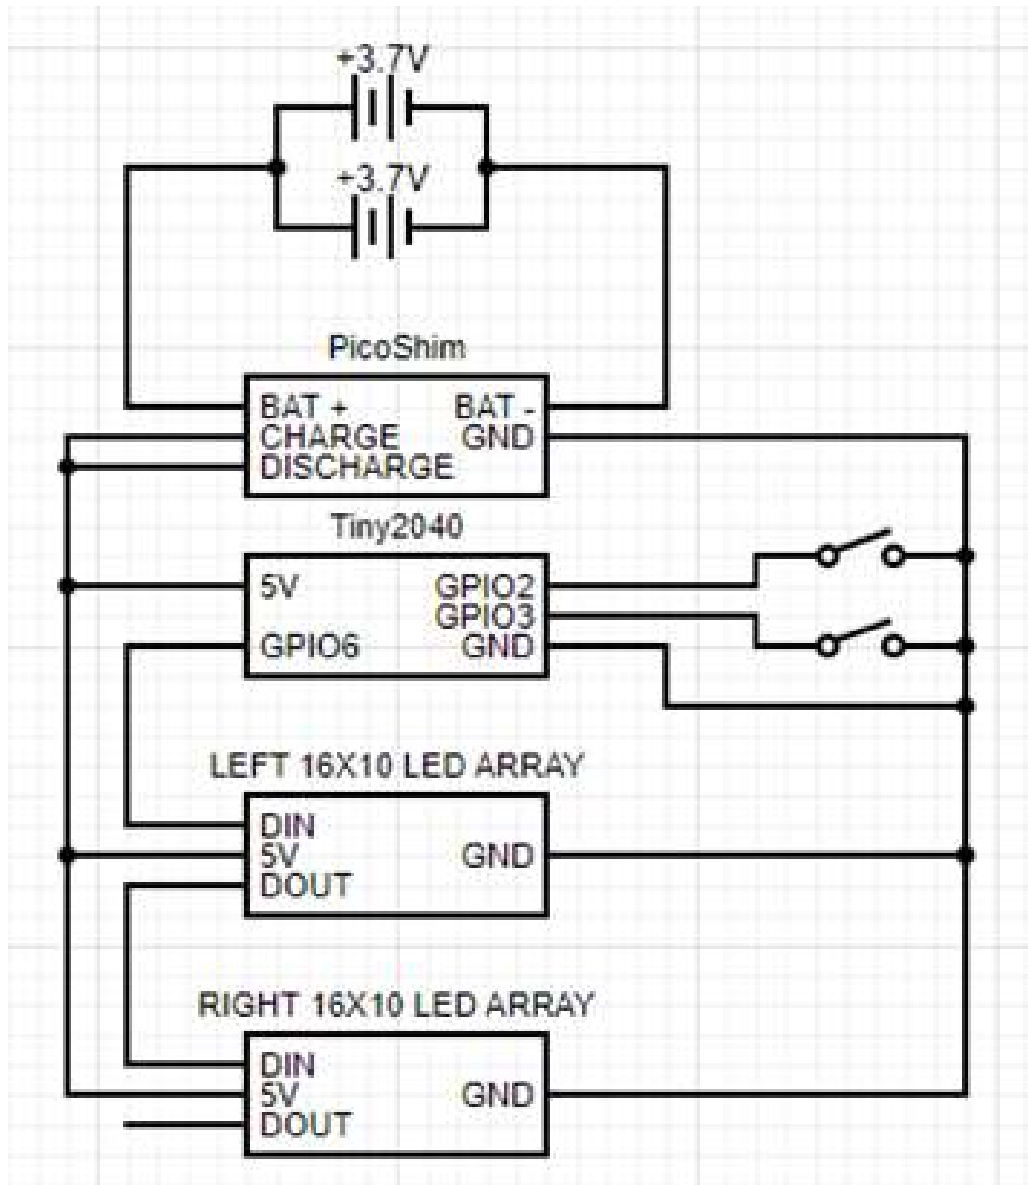 +3.7V
+3.7V
PicoShim
BAT + BAT -
CHARGE GND
DISCHARGE
Tiny2040
5V GPIO2
GPIO3
GPIO6 GND
LEFT 16X10 LED ARRAY
DIN
5V GND
DOUT
RIGHT 16X10 LED ARRAY
DIN
5V GND
DOUT